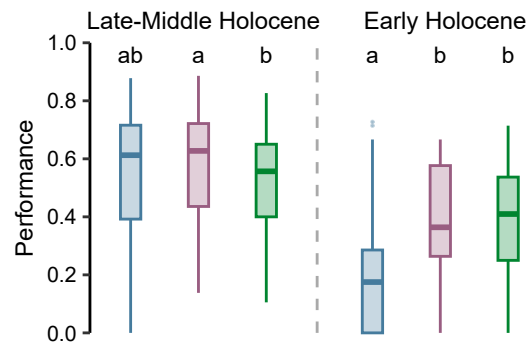 Late-Middle Holocene
Early Holocene
1.0
ab
a
b
a
b
b
0.8
0.6
0.4
0.2
0.0
Performance